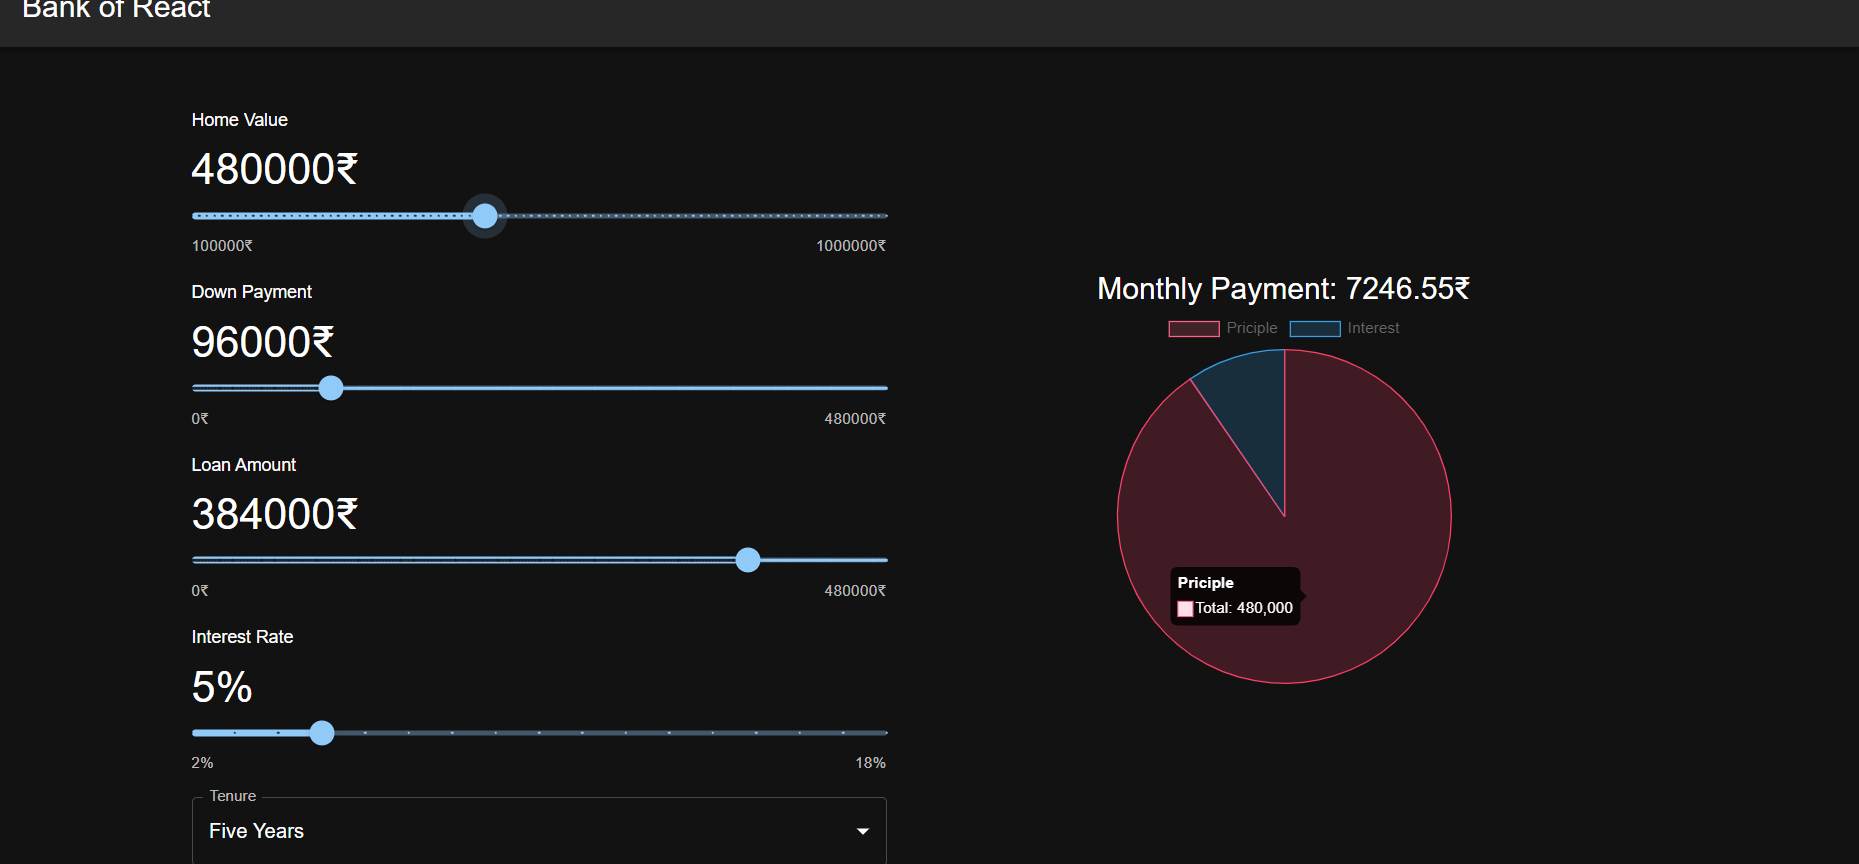 Bank of React
Home Value
480000₹
100000₹ 1000000₹
Down Payment
96000₹
0₹ 480000₹
Loan Amount
384000₹
0₹ 480000₹
Interest Rate
5%
2% 18%
Tenure
Five Years
Monthly Payment: 7246.55₹
Priciple Interest
Priciple
Total: 480,000